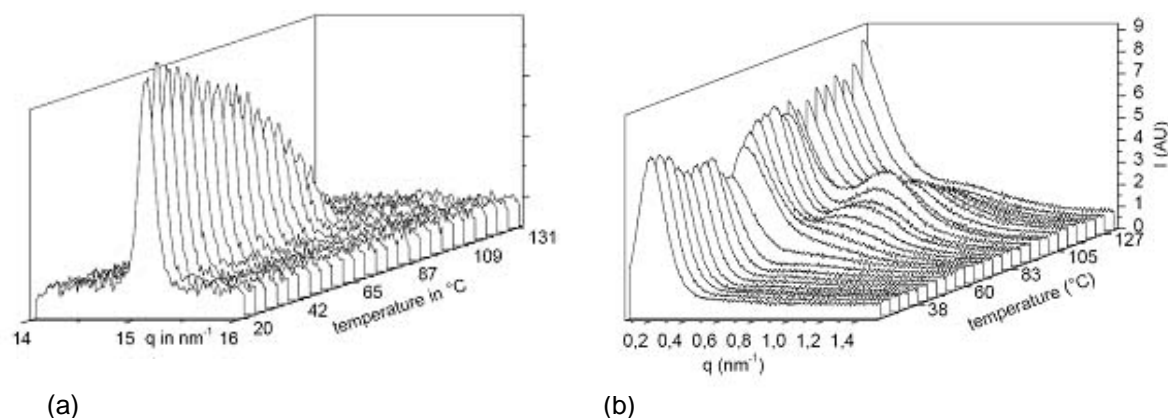 14 15 q in nm-1 16
20 42 65 87 109 131
temperature in °C
(a)
9
8
7
6
5
4
3
2
1
0
I (AU)
0,2 0,4 0,6 0,8 1,0 1,2 1,4
q (nm-1)
38 60 83 105 127
temperature (°C)
(b)